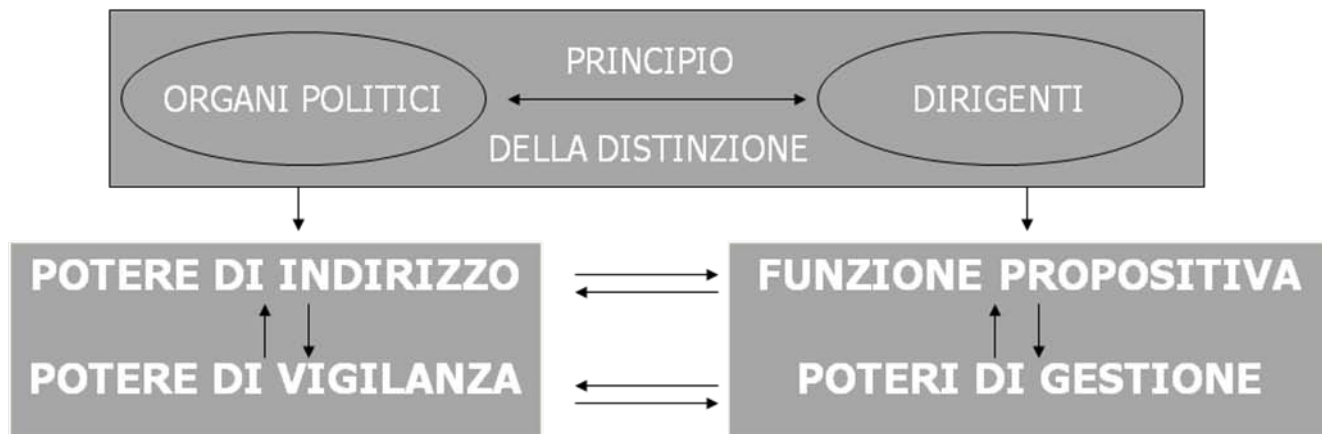 PRINCIPIO
ORGANI POLITICI
DIRIGENTI
DELLA DISTINZIONE
POTERE DI INDIRIZZO
FUNZIONE PROPOSITIVA
POTERE DI VIGILANZA
POTERI DI GESTIONE